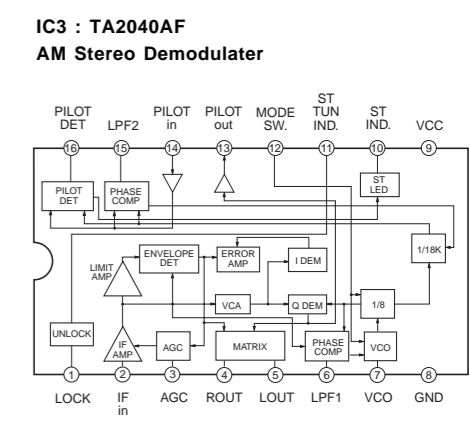 IC3 : TA2040AF
AM Stereo Demodulater
PILOT DET
LPF2
PILOT in
PILOT out
MODE SW.
ST TUN IND.
ST IND.
VCC
16 15 14 13 12 11 10 9
PILOT DET
PHASE COMP
ST LED
1/18K
ENVELOPE DET
ERROR AMP
I DEM
LIMIT AMP
VCA
Q DEM
1/8
UNLOCK
IF AMP
AGC
MATRIX
PHASE COMP
VCO
1 2 3 4 5 6 7 8
LOCK
IF in
AGC
ROUT
LOUT
LPF1
VCO
GND